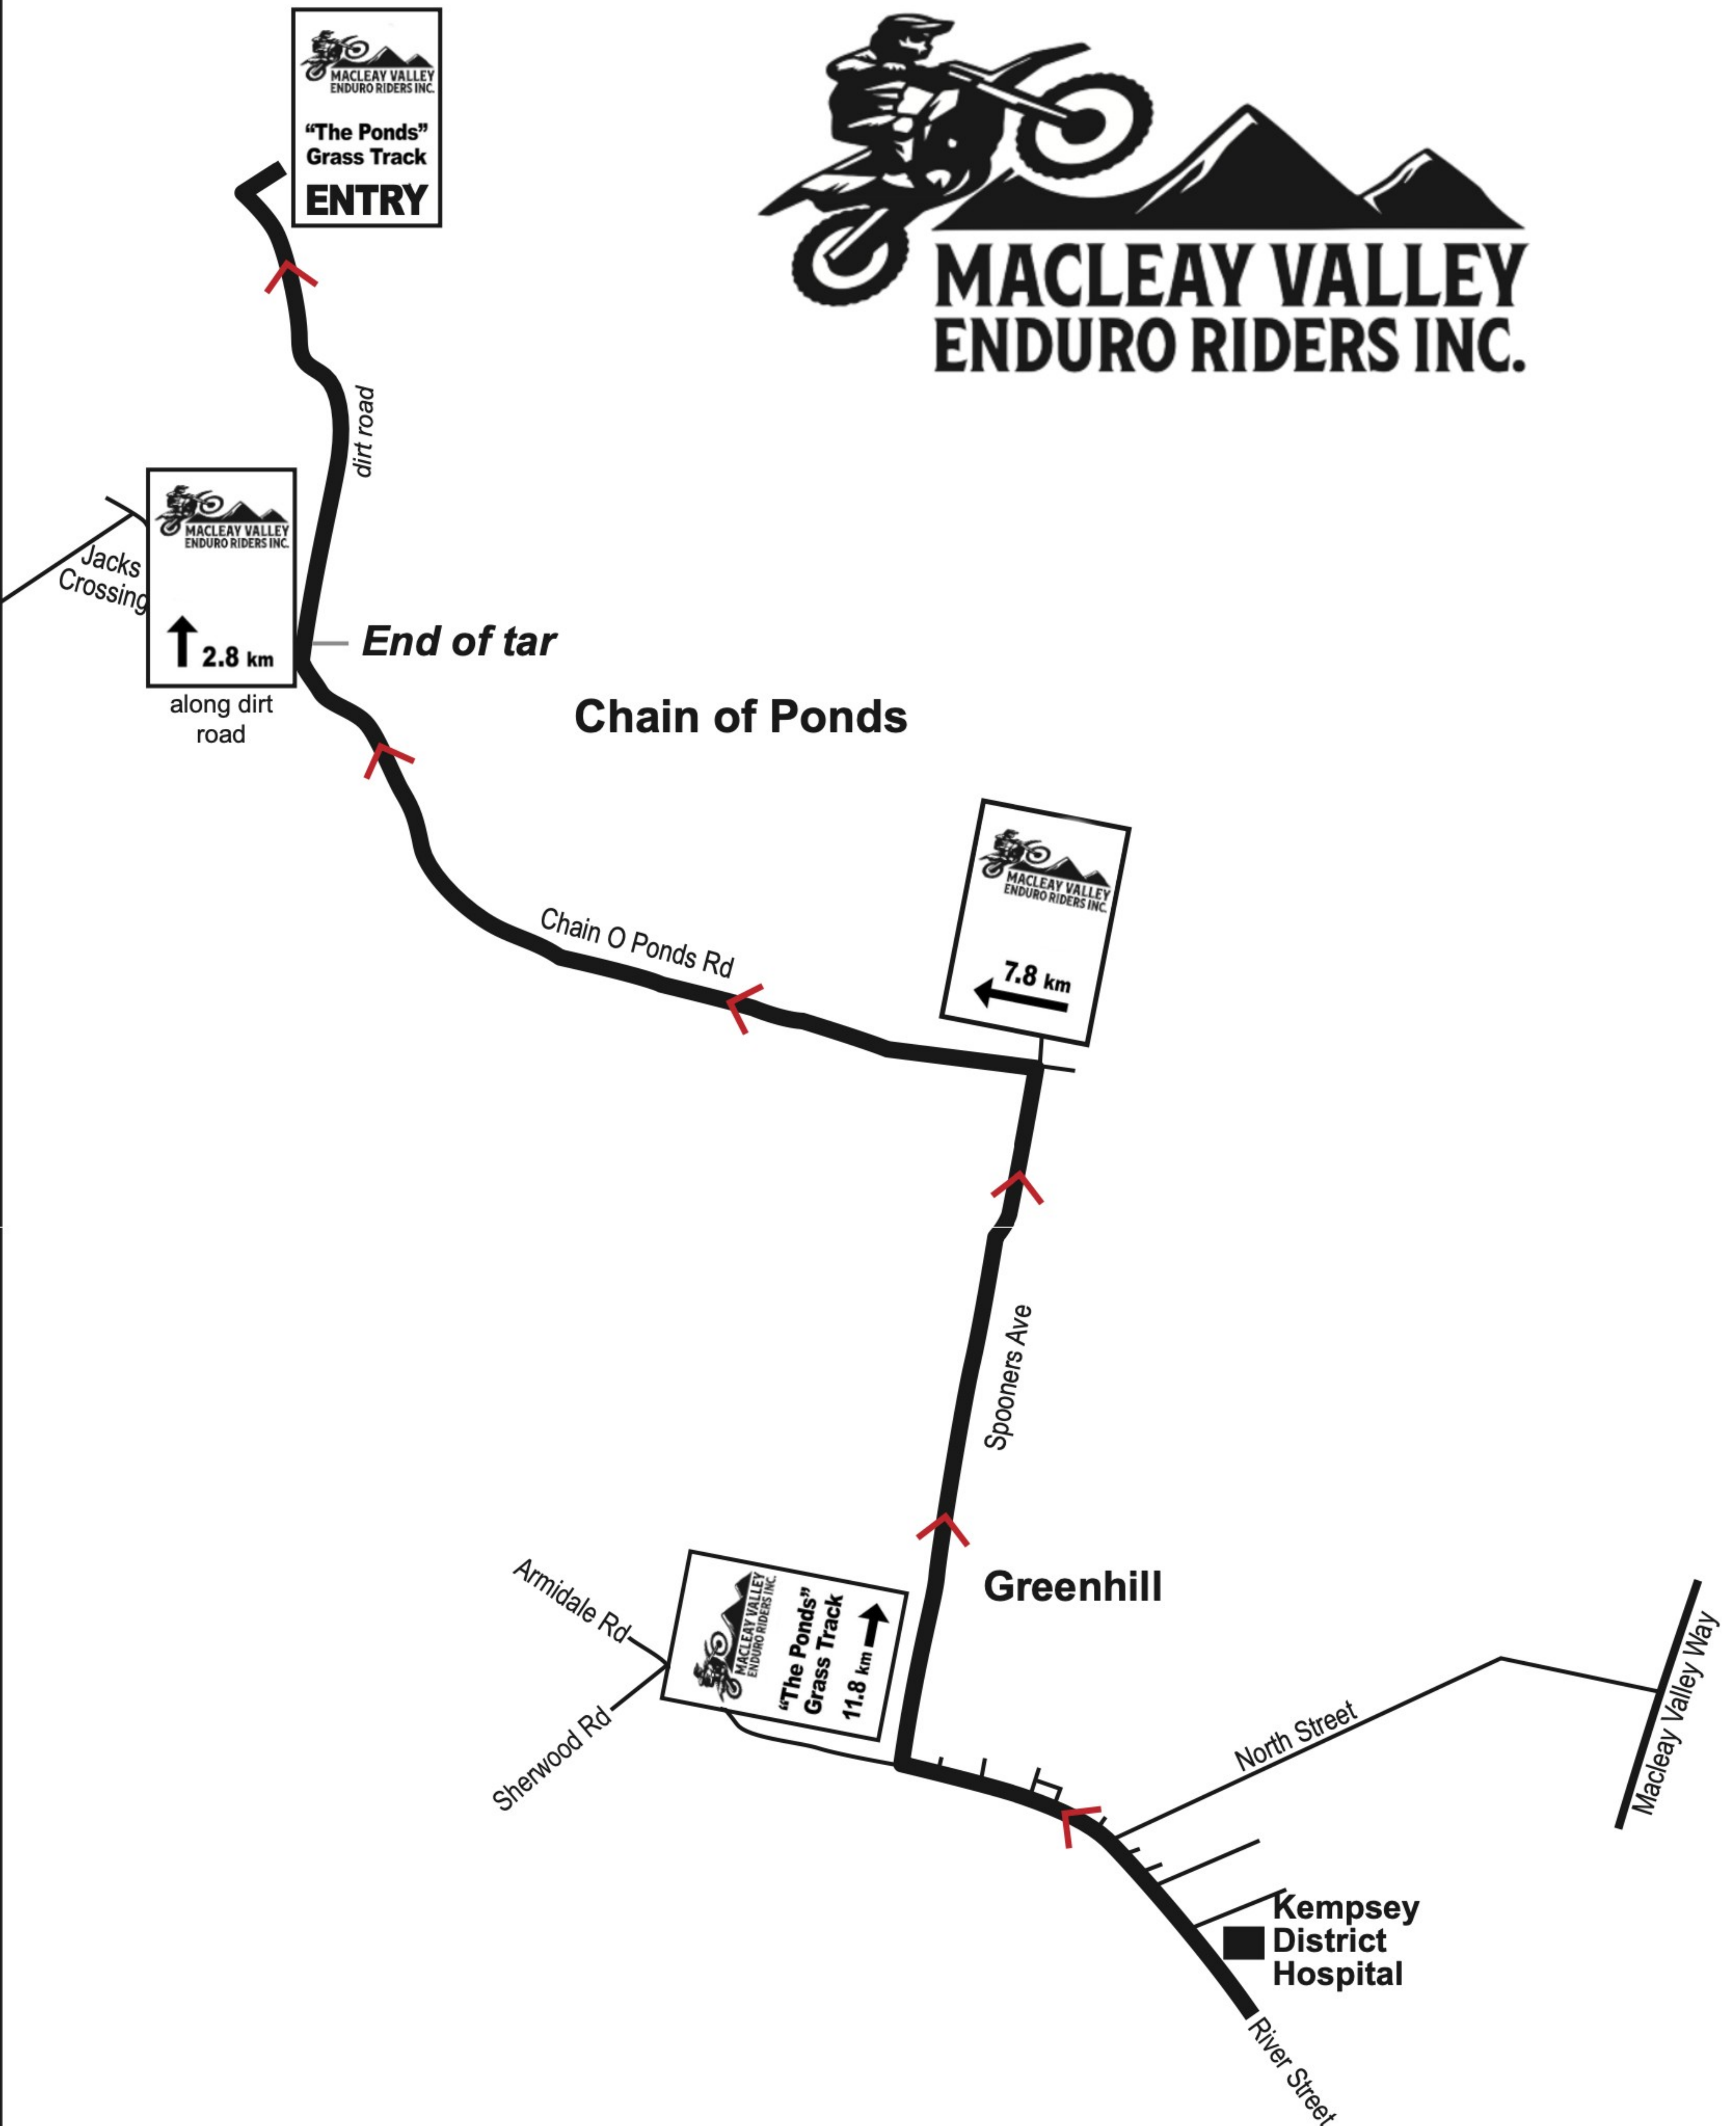 MACLEAY VALLEY
ENDURO RIDERS INC.
“The Ponds”
Grass Track
ENTRY
MACLEAY VALLEY
ENDURO RIDERS INC.
dirt road
MACLEAY VALLEY
ENDURO RIDERS INC.
2.8 km
along dirt
road
Jacks
Crossing
End of tar
Chain of Ponds
MACLEAY VALLEY
ENDURO RIDERS INC.
7.8 km
Chain O Ponds Rd
Spooners Ave
Greenhill
Armidale Rd
Sherwood Rd
MACLEAY VALLEY
ENDURO RIDERS INC.
“The Ponds”
Grass Track
11.8 km
North Street
Macleay Valley Way
Kempsey
District
Hospital
River Street